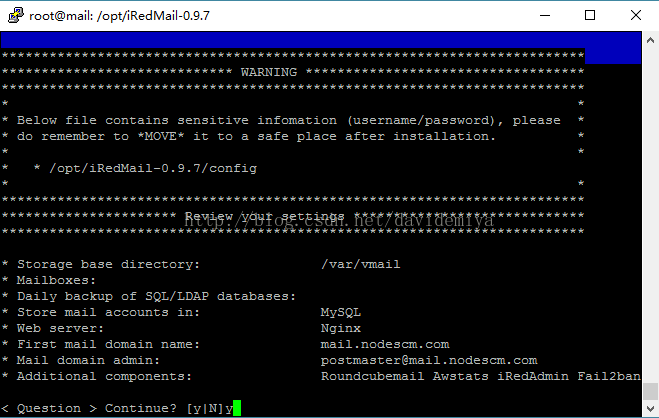 root@mail: /opt/iRedMail-0.9.7
*************************************************************************
***************************** WARNING ***********************************
*************************************************************************
*                                                                       *
* Below file contains sensitive infomation (username/password), please  *
* do remember to *MOVE* it to a safe place after installation.          *
*                                                                       *
*   * /opt/iRedMail-0.9.7/config
*                                                                       *
*************************************************************************
********************** Review your settings *****************************
*************************************************************************
http://blog.csdn.net/davidemiya
* Storage base directory:               /var/vmail
* Mailboxes:
* Daily backup of SQL/LDAP databases:
* Store mail accounts in:               MySQL
* Web server:                           Nginx
* First mail domain name:               mail.nodescm.com
* Mail domain admin:                    postmaster@mail.nodescm.com
* Additional components:                Roundcubemail Awstats iRedAdmin Fail2ban
< Question > Continue? [y|N]y